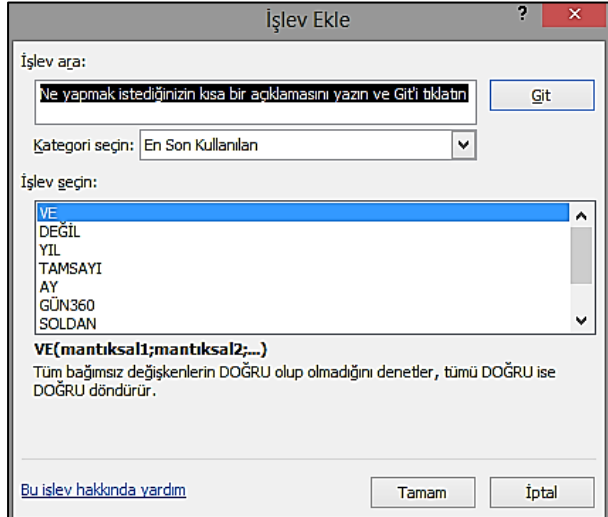 İşlev Ekle
? ×
İşlev ara:
Ne yapmak istediğinizin kısa bir açıklamasını yazın ve Git'i tıklatın
Git
Kategori seçin: En Son Kullanılan
İşlev seçin:
VE
DEĞİL
YIL
TAMSAYI
AY
GÜN360
SOLDAN
VE(mantıksal1;mantıksal2;...)
Tüm bağımsız değişkenlerin DOĞRU olup olmadığını denetler, tümü DOĞRU ise
DOĞRU döndürür.
Bu işlev hakkında yardım
Tamam
İptal